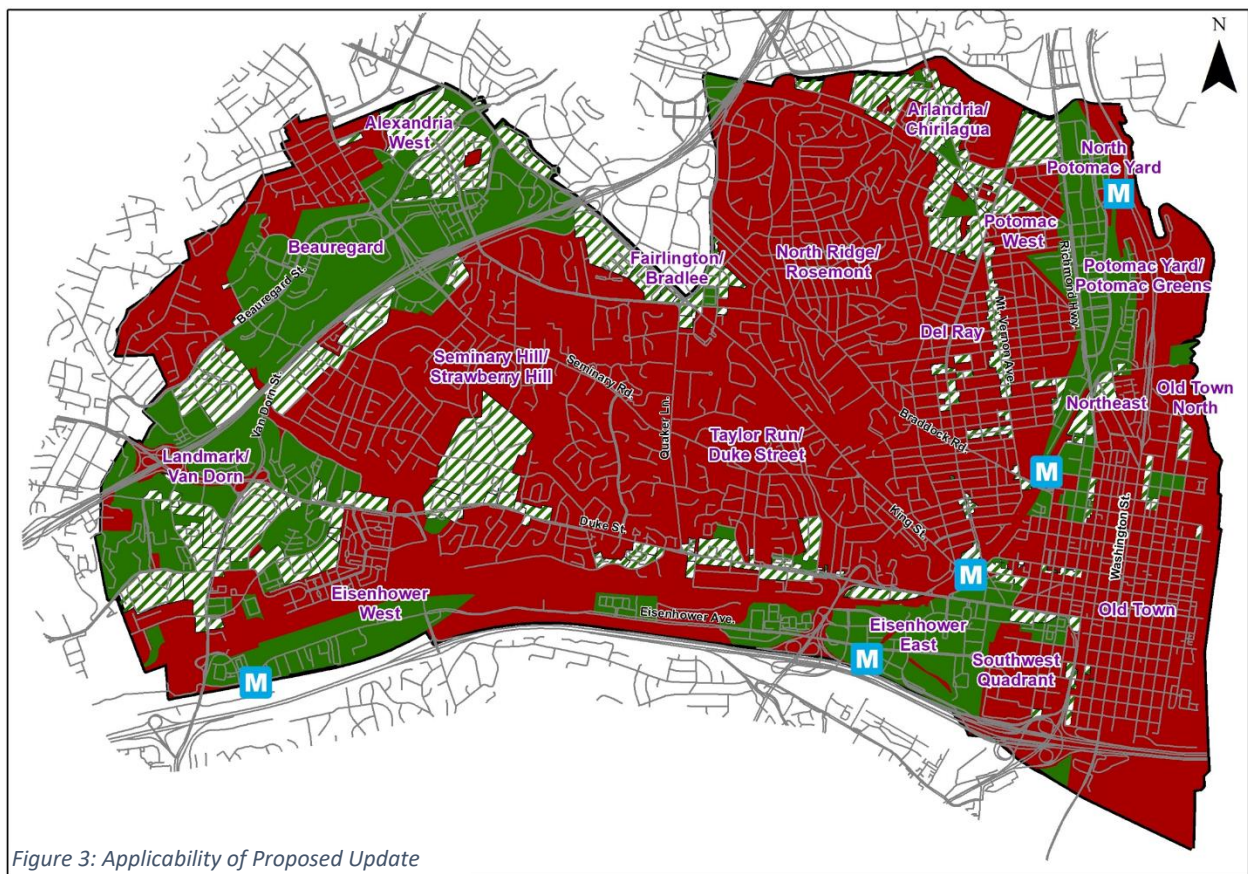 N
Arlandria/
Chirilagua
Alexandria
West
North
Potomac Yard
M
Potomac
West
Beauregard
Fairlington/
Bradlee
North Ridge/
Rosemont
Richmond Hwy.
Potomac Yard/
Potomac Greens
Beauregard St.
Mt Vernon Ave.
Del Ray
Seminary Hill/
Strawberry Hill
Seminary Rd.
Old Town
North
Northeast
Van Dorn St.
Quaker Ln.
Braddock Rd.
Taylor Run/
Duke Street
Landmark/
Van Dorn
M
King St.
Duke St.
Washington St.
M
Eisenhower
West
Eisenhower Ave.
Old Town
Eisenhower
East
M
Southwest
Quadrant
M
Figure 3: Applicability of Proposed Update